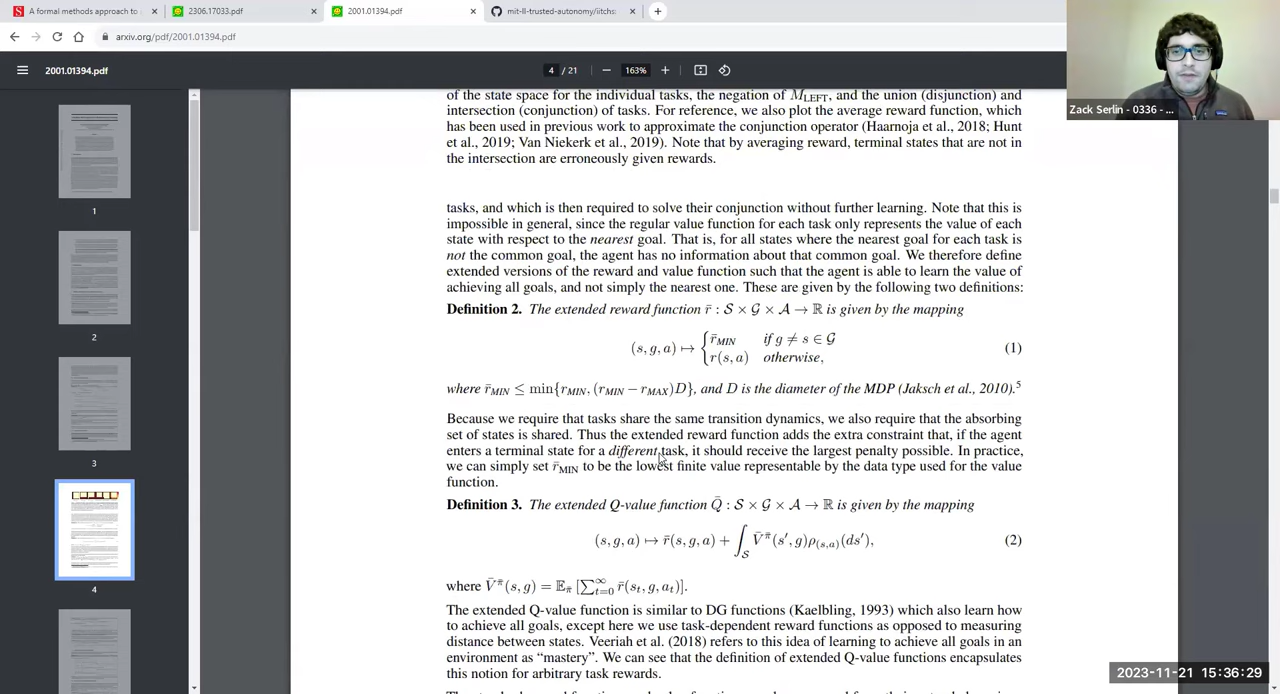 A formal methods approach to
2306.17033.pdf
2001.01394.pdf
mit-ll-trusted-autonomy/iitchs
arxiv.org/pdf/2001.01394.pdf
2001.01394.pdf
4 / 21
163%
Zack Serlin - 0336 - ...
1
2
3
4
of the state space for the individual tasks, the negation of M_LEFT, and the union (disjunction) and
intersection (conjunction) of tasks. For reference, we also plot the average reward function, which
has been used in previous work to approximate the conjunction operator (Haarnoja et al., 2018; Hunt
et al., 2019; Van Niekerk et al., 2019). Note that by averaging reward, terminal states that are not in
the intersection are erroneously given rewards.
tasks, and which is then required to solve their conjunction without further learning. Note that this is
impossible in general, since the regular value function for each task only represents the value of each
state with respect to the nearest goal. That is, for all states where the nearest goal for each task is
not the common goal, the agent has no information about that common goal. We therefore define
extended versions of the reward and value function such that the agent is able to learn the value of
achieving all goals, and not simply the nearest one. These are given by the following two definitions:
Definition 2. The extended reward function r̄ : S × G × A → ℝ is given by the mapping
(s, g, a) ↦ { r̄_MIN if g ≠ s ∈ G
r(s, a) otherwise, (1)
where r̄_MIN ≤ min{r_MIN, (r_MIN − r_MAX)D}, and D is the diameter of the MDP (Jaksch et al., 2010).⁵
Because we require that tasks share the same transition dynamics, we also require that the absorbing
set of states is shared. Thus the extended reward function adds the extra constraint that, if the agent
enters a terminal state for a different task, it should receive the largest penalty possible. In practice,
we can simply set r̄_MIN to be the lowest finite value representable by the data type used for the value
function.
Definition 3. The extended Q-value function Q̄ : S × G × A → ℝ is given by the mapping
(s, g, a) ↦ r̄(s, g, a) + ∫_S V̄^π̄(s′, g)ρ_(s,a)(ds′), (2)
where V̄^π̄(s, g) = 𝔼_π̄ [∑_{t=0}^∞ r̄(s_t, g, a_t)].
The extended Q-value function is similar to DG functions (Kaelbling, 1993) which also learn how
to achieve all goals, except here we use task-dependent reward functions as opposed to measuring
distance between states. Veeriah et al. (2018) refers to this idea of learning to achieve all goals in an
environment as "mastery". We can see that the definition of extended Q-value functions encapsulates
this notion for arbitrary task rewards.
2023-11-21 15:36:29